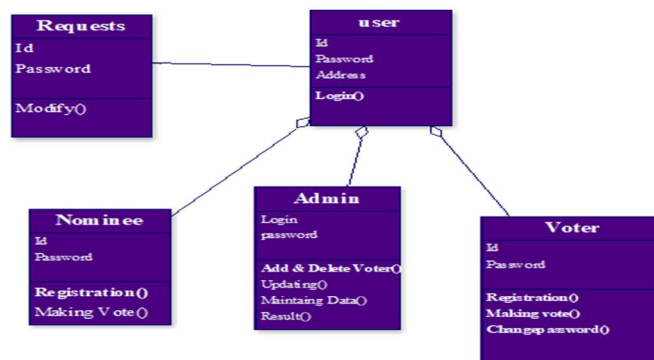 Requests
Id
Password
Modify()
user
Id
Password
Address
Login()
Nominee
Id
Password
Registration()
Making Vote()
Admin
Login
password
Add & Delete Voter()
Updating()
Maintaing Data()
Result()
Voter
Id
Password
Registration()
Making vote()
Changepassword()